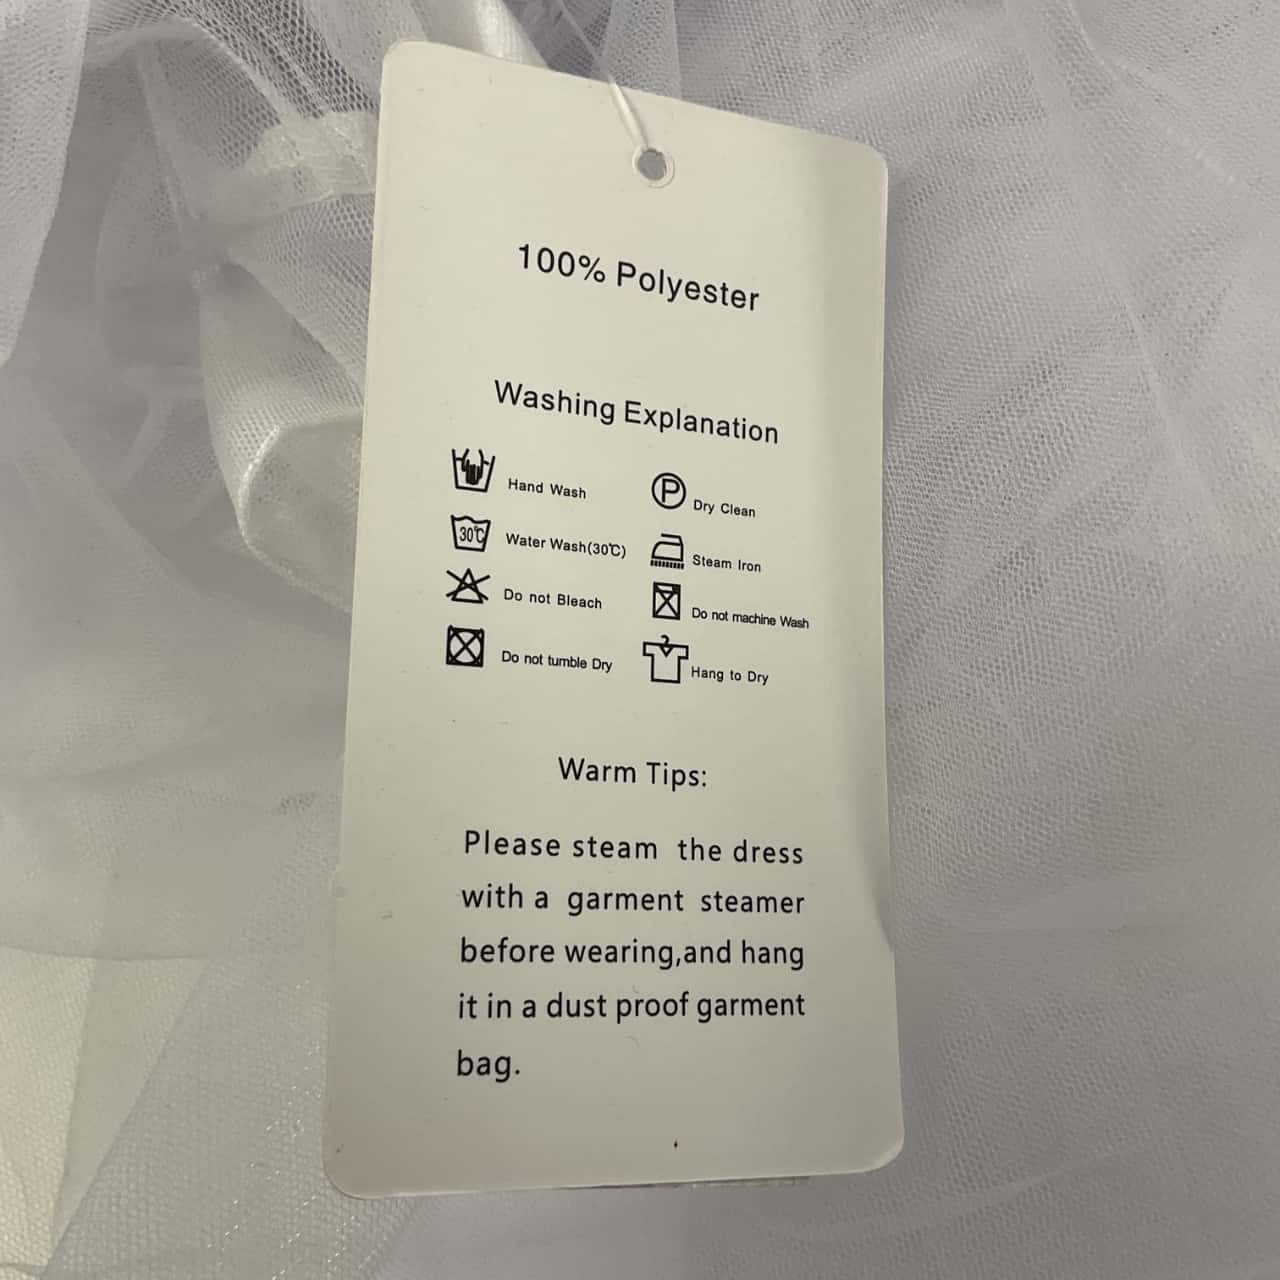 100% Polyester
Washing Explanation
Hand Wash
P Dry Clean
30℃ Water Wash(30℃)
Steam Iron
Do not Bleach
Do not machine Wash
Do not tumble Dry
Hang to Dry
Warm Tips:
Please steam the dress
with a garment steamer
before wearing,and hang
it in a dust proof garment
bag.